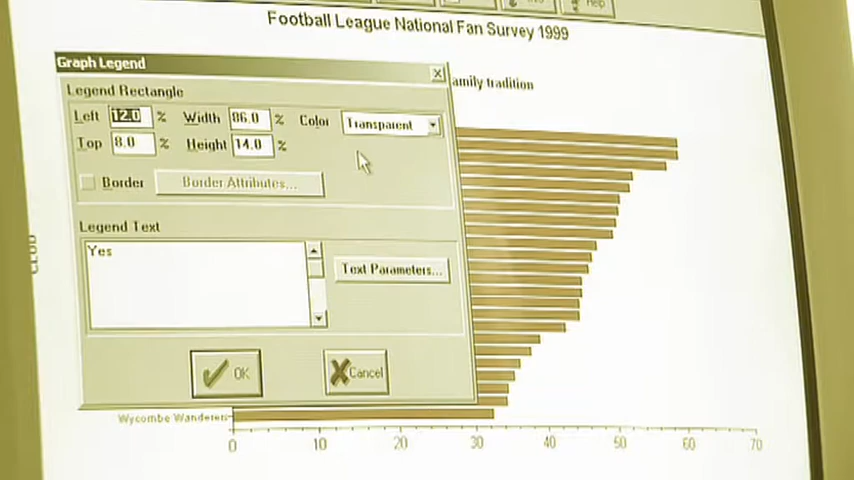 Help
Football League National Fan Survey 1999
Graph Legend
amily tradition
Legend Rectangle
Left 12.0 % Width 86.0 % Color Transparent
Top 8.0 % Height 14.0 %
Border Border Attributes...
Legend Text
Yes
Text Parameters...
OK Cancel
CLUB
Wycombe Wanderers
0 10 20 30 40 50 60 70